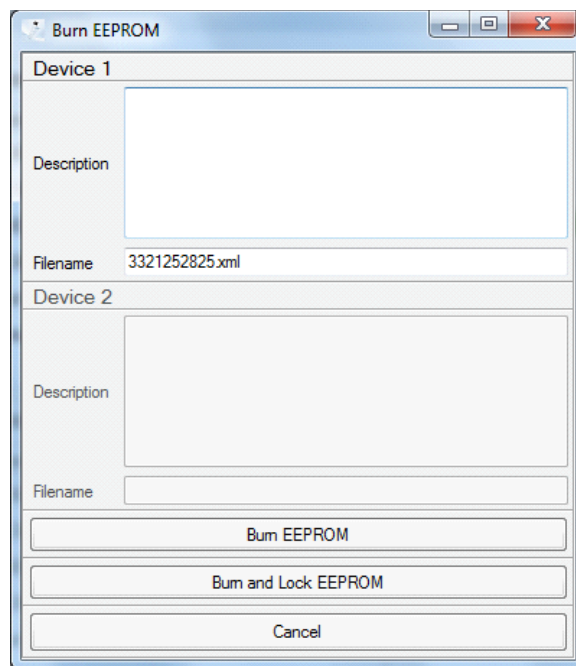 Burn EEPROM
Device 1
Description
Filename 3321252825.xml
Device 2
Description
Filename
Burn EEPROM
Burn and Lock EEPROM
Cancel